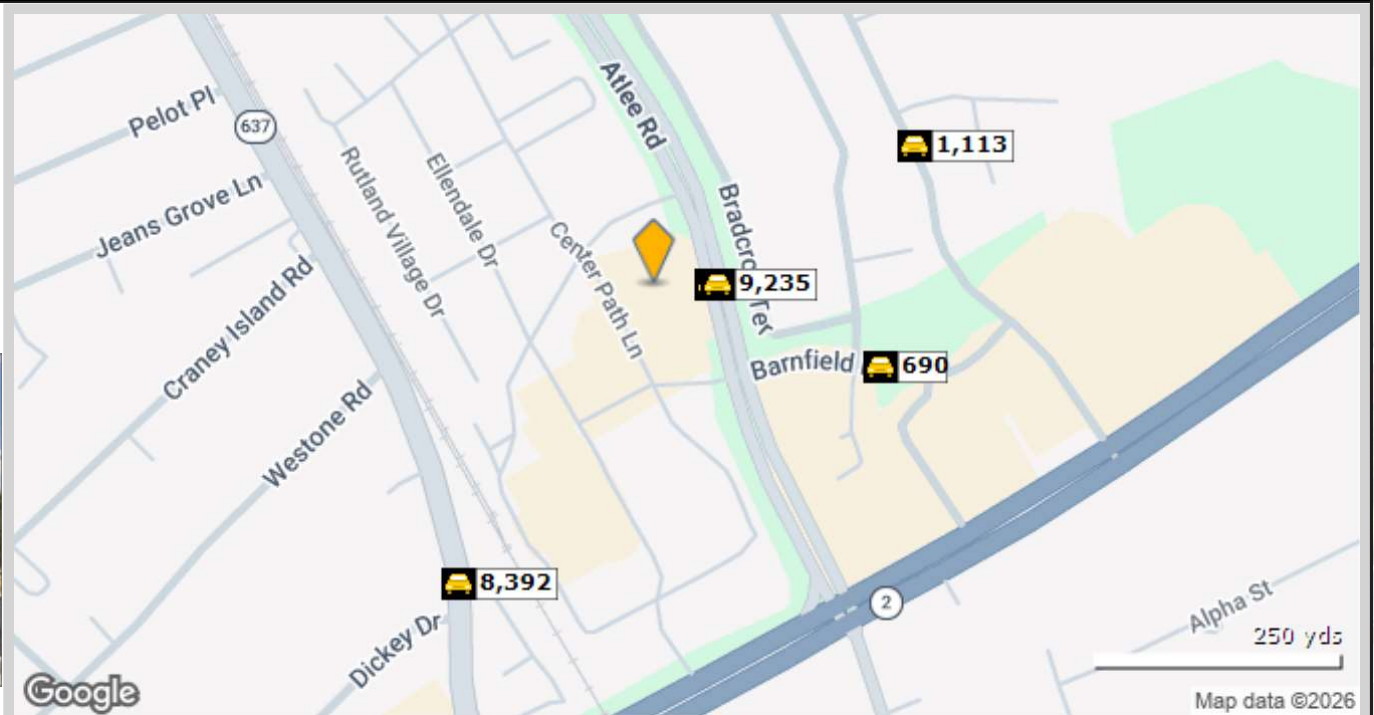 Pelot Pl
637
Atlee Rd
1,113
Jeans Grove Ln
Rutland Village Dr
Ellendale Dr
Center Path Ln
9,235
Craney Island Rd
Barnfield
690
Westone Rd
8,392
2
Dickey Dr
Alpha St
250 yds
Google
Map data ©2026